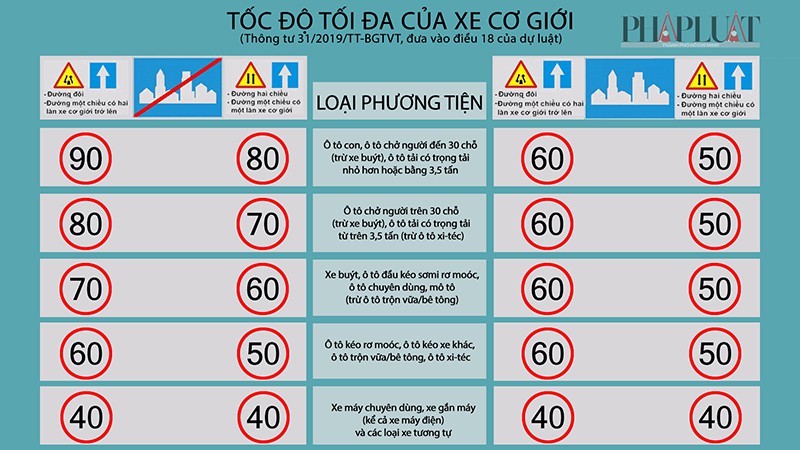 TỐC ĐỘ TỐI ĐA CỦA XE CƠ GIỚI
(Thông tư 31/2019/TT-BGTVT, đưa vào điều 18 của dự luật)
PHÁPLUẬT
- Đường đôi
- Đường một chiều có hai
làn xe cơ giới trở lên
- Đường hai chiều
- Đường một chiều có
một làn xe cơ giới
LOẠI PHƯƠNG TIỆN
- Đường đôi
- Đường một chiều có hai
làn xe cơ giới trở lên
- Đường hai chiều
- Đường một chiều có
một làn xe cơ giới
90
80
Ô tô con, ô tô chở người đến 30 chỗ
(trừ xe buýt), ô tô tải có trọng tải
nhỏ hơn hoặc bằng 3,5 tấn
60
50
80
70
Ô tô chở người trên 30 chỗ
(trừ xe buýt), ô tô tải có trọng tải
từ trên 3,5 tấn (trừ ô tô xi-téc)
60
50
70
60
Xe buýt, ô tô đầu kéo sơmi rơ moóc,
ô tô chuyên dùng, mô tô
(trừ ô tô trộn vữa/bê tông)
60
50
60
50
Ô tô kéo rơ moóc, ô tô kéo xe khác,
ô tô trộn vữa/bê tông, ô tô xi-téc
60
50
40
40
Xe máy chuyên dùng, xe gắn máy
(kể cả xe máy điện)
và các loại xe tương tự
40
40